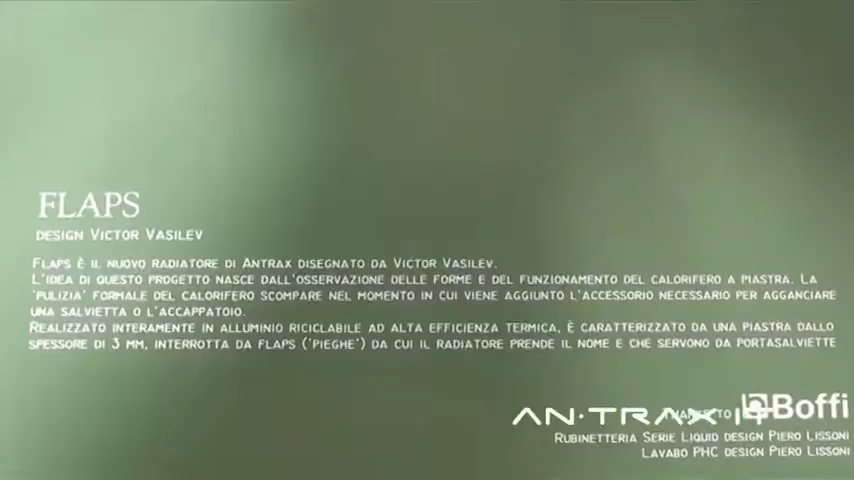 FLAPS
DESIGN VICTOR VASILEV
FLAPS È IL NUOVO RADIATORE DI ANTRAX DISEGNATO DA VICTOR VASILEV.
L'IDEA DI QUESTO PROGETTO NASCE DALL'OSSERVAZIONE DELLE FORME E DEL FUNZIONAMENTO DEL CALORIFERO A PIASTRA. LA
'PULIZIA' FORMALE DEL CALORIFERO SCOMPARE NEL MOMENTO IN CUI VIENE AGGIUNTO L'ACCESSORIO NECESSARIO PER AGGANCIARE
UNA SALVIETTA O L'ACCAPPATOIO.
REALIZZATO INTERAMENTE IN ALLUMINIO RICICLABILE AD ALTA EFFICIENZA TERMICA, È CARATTERIZZATO DA UNA PIASTRA DALLO
SPESSORE DI 3 MM, INTERROTTA DA FLAPS ('PIEGHE') DA CUI IL RADIATORE PRENDE IL NOME E CHE SERVONO DA PORTASALVIETTE
THANKS TO Boffi
AN·TRAX IT
RUBINETTERIA SERIE LIQUID DESIGN PIERO LISSONI
LAVABO PHC DESIGN PIERO LISSONI